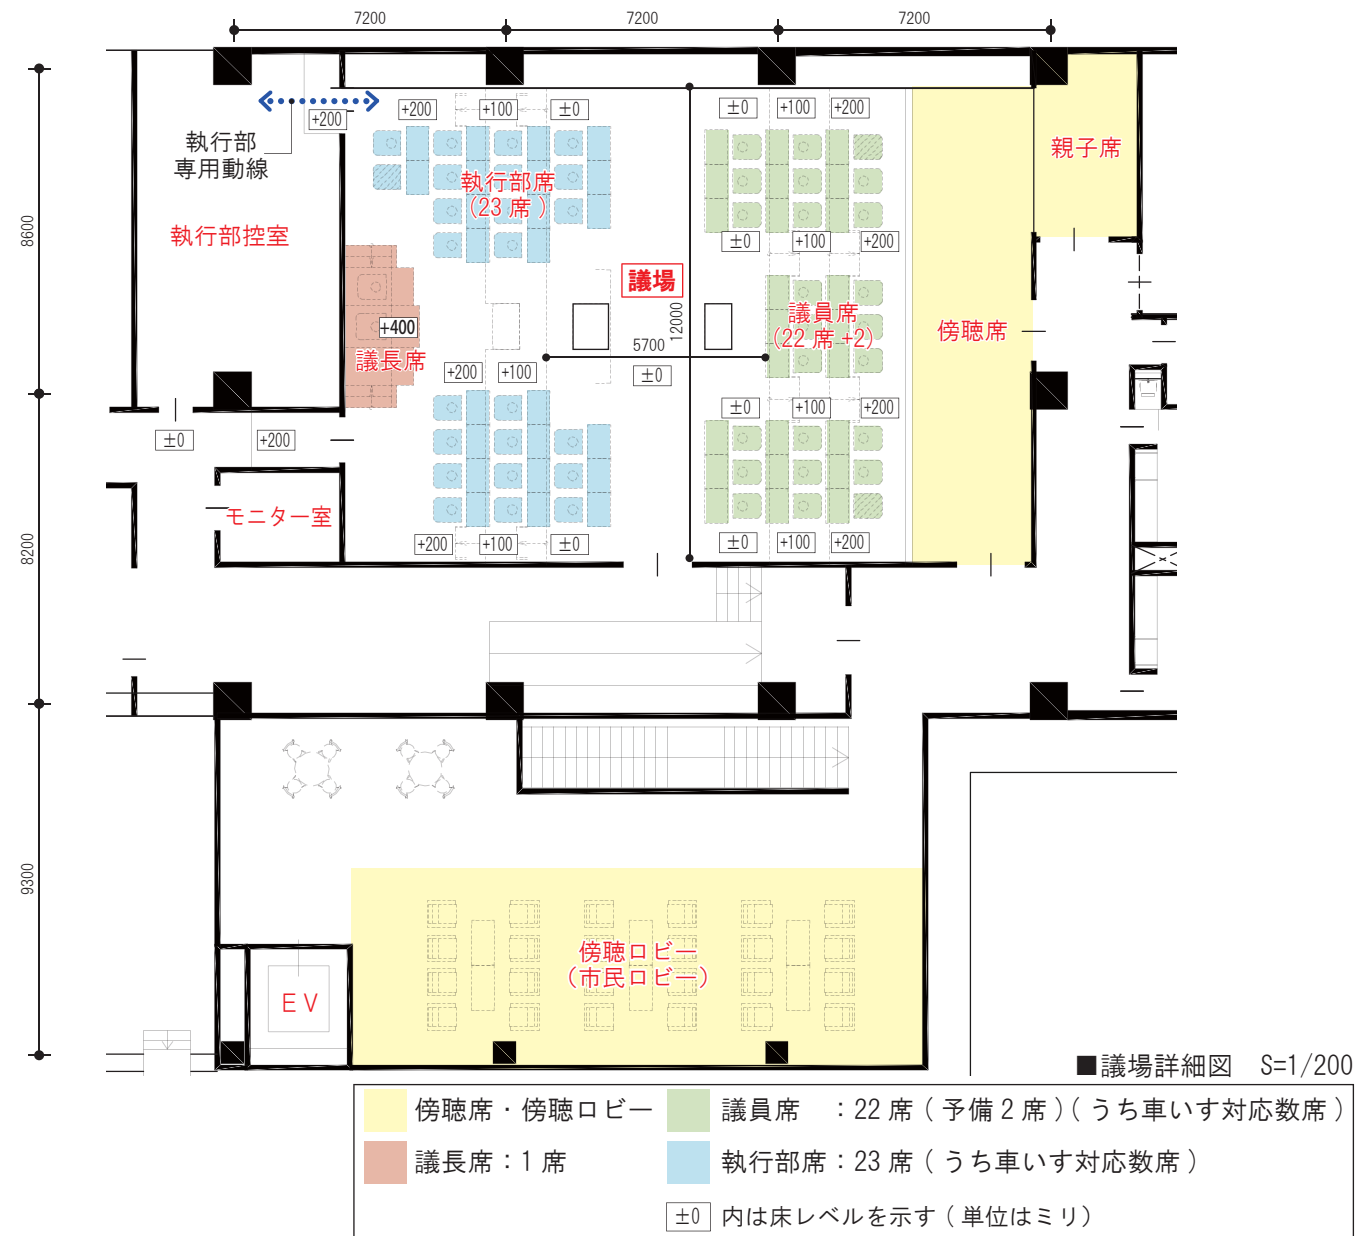 7200
7200
7200
8600
8200
9300
+200
執行部
専用動線
執行部控室
+200
+100
±0
±0
+100
+200
親子席
執行部席
(23 席 )
±0
+100
+200
議場
12000
5700
±0
+400
議長席
議員席
(22 席 +2)
傍聴席
+200
+100
±0
+100
+200
±0
+200
モニター室
+200
+100
±0
±0
+100
+200
傍聴ロビー
(市民ロビー)
EV
■議場詳細図 S=1/200
傍聴席・傍聴ロビー
議員席 :22 席 ( 予備 2 席 )( うち車いす対応数席 )
議長席:1 席
執行部席:23 席 ( うち車いす対応数席 )
±0 内は床レベルを示す ( 単位はミリ)